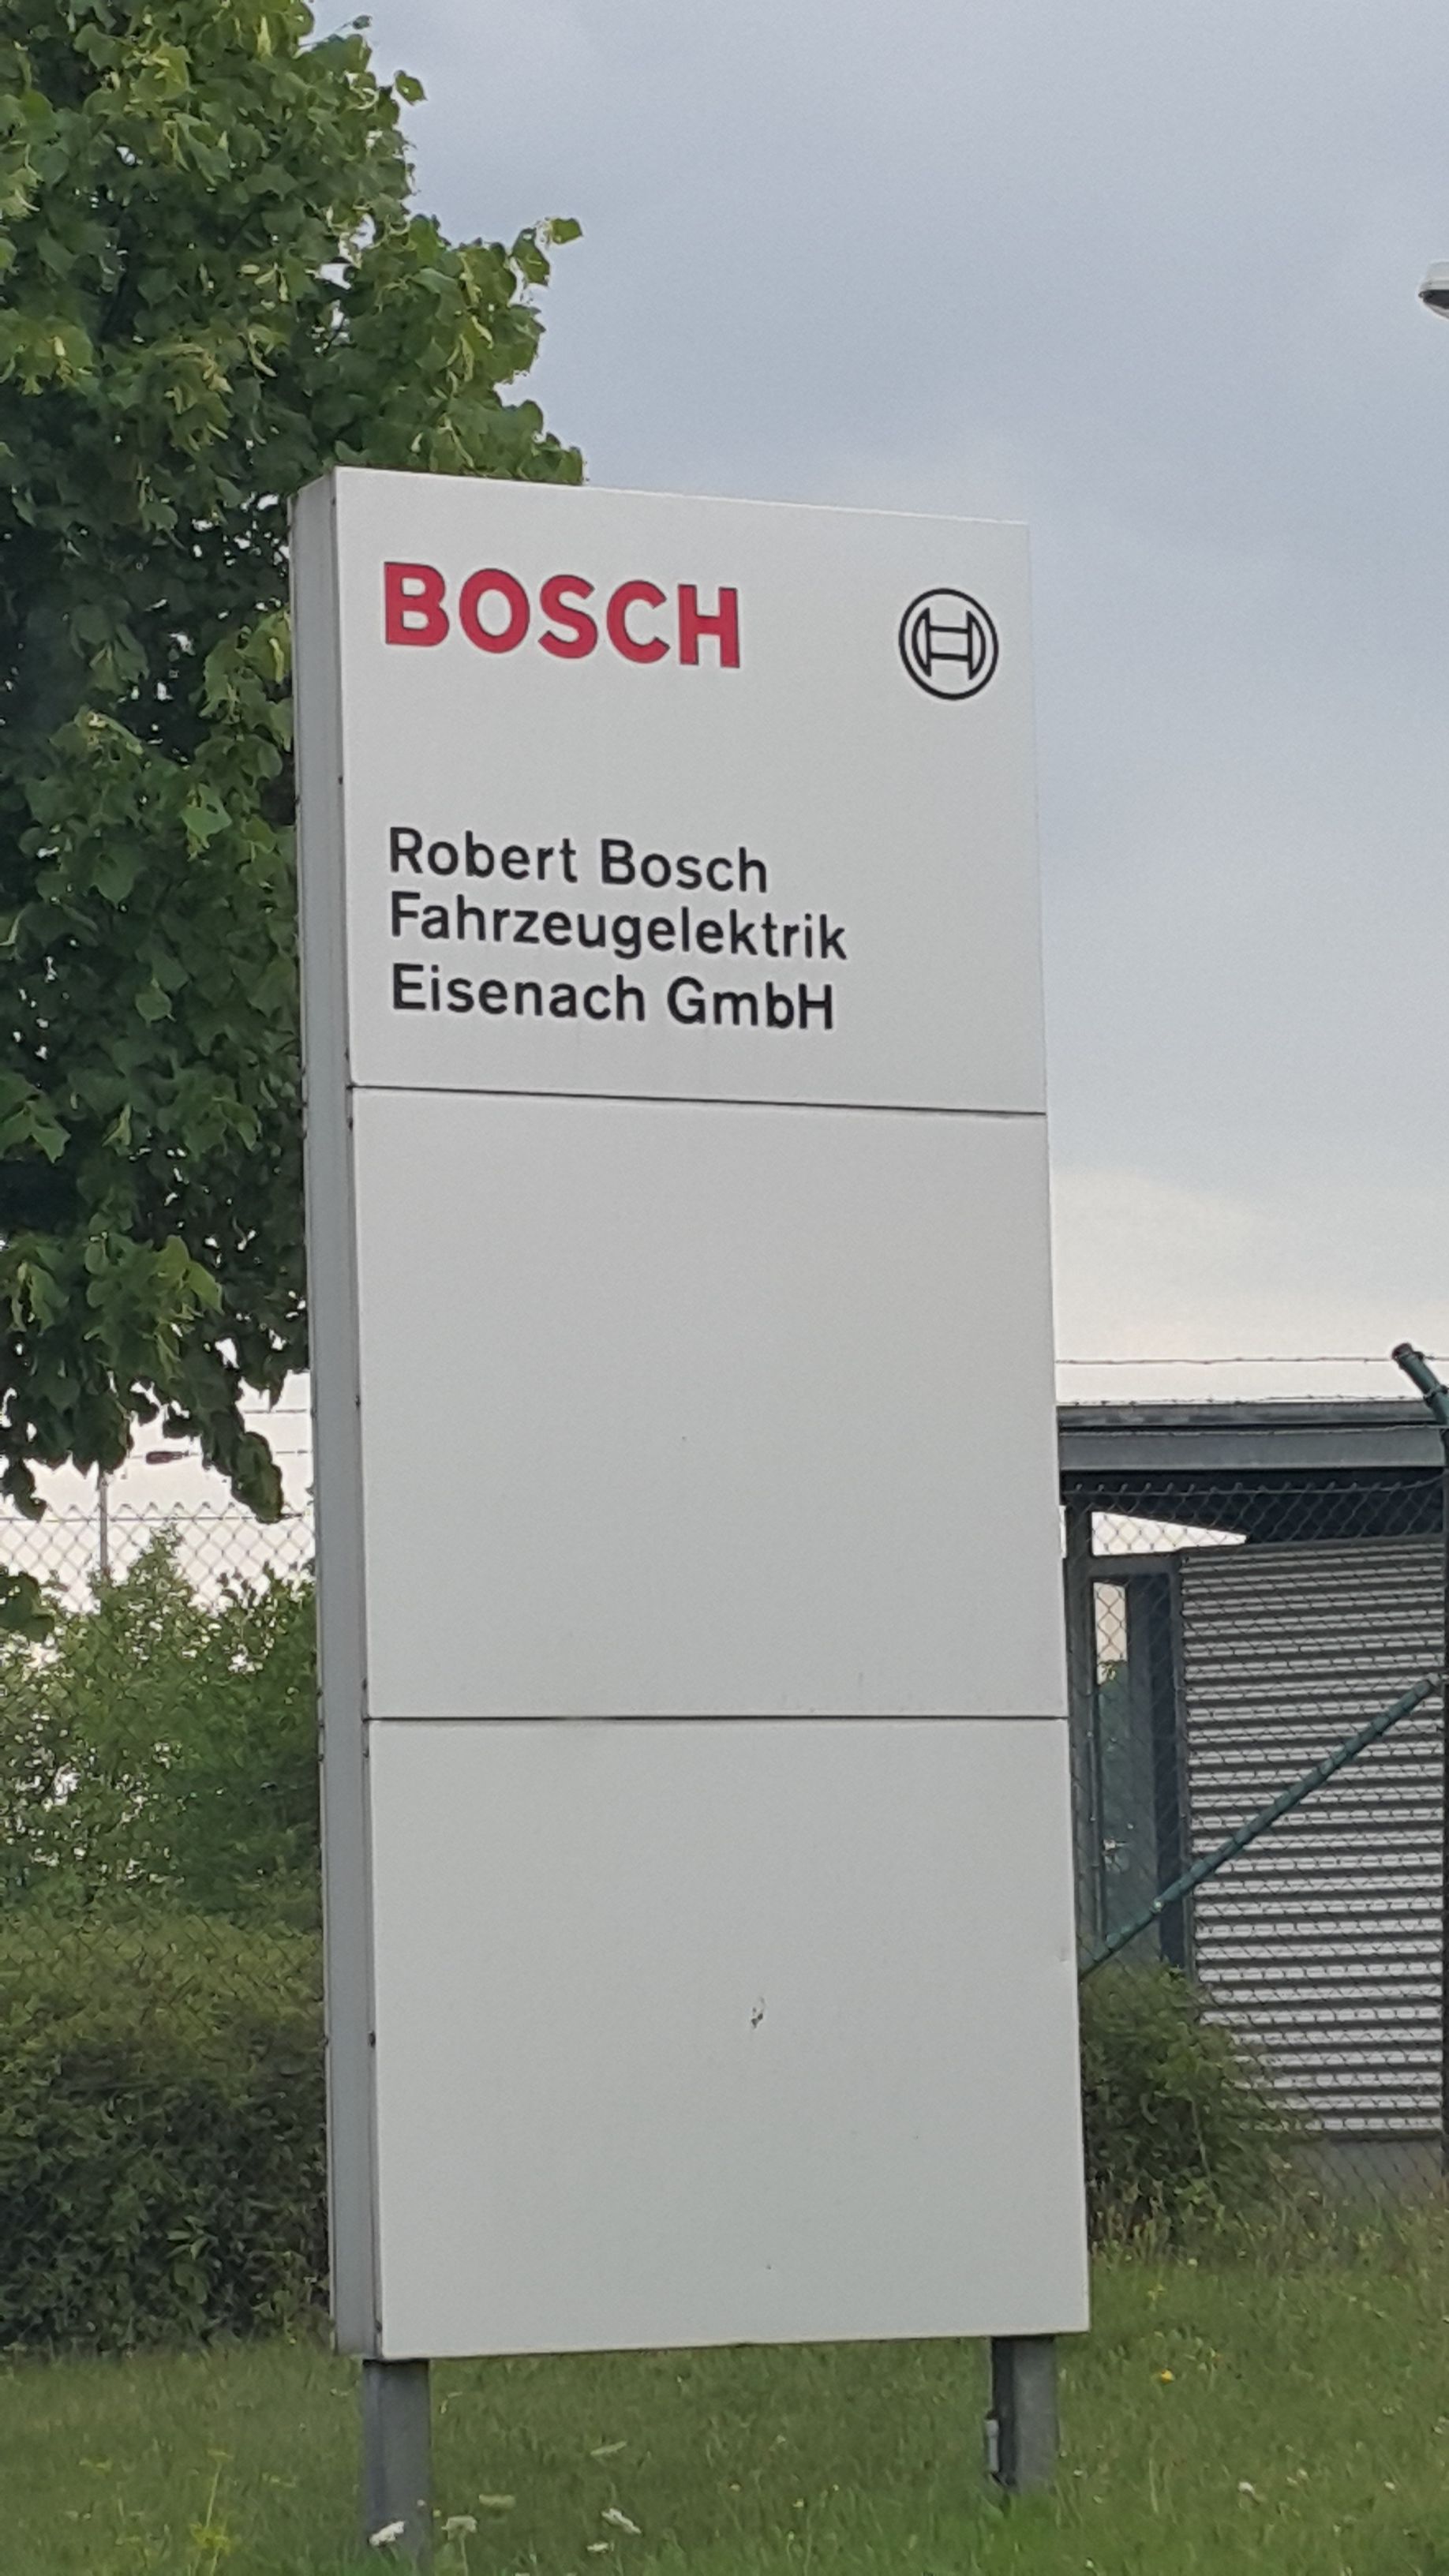 BOSCH
Robert Bosch
Fahrzeugelektrik
Eisenach GmbH